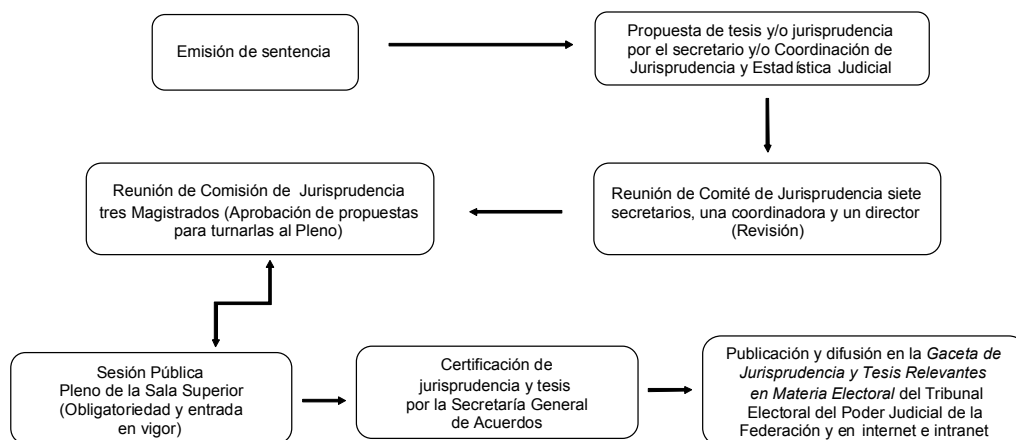 Emisión de sentencia
Propuesta de tesis y/o jurisprudencia
por el secretario y/o Coordinación de
Jurisprudencia y Estadística Judicial
Reunión de Comité de Jurisprudencia siete
secretarios, una coordinadora y un director
(Revisión)
Reunión de Comisión de Jurisprudencia
tres Magistrados (Aprobación de propuestas
para turnarlas al Pleno)
Sesión Pública
Pleno de la Sala Superior
(Obligatoriedad y entrada
en vigor)
Certificación de
jurisprudencia y tesis
por la Secretaría General
de Acuerdos
Publicación y difusión en la Gaceta de
Jurisprudencia y Tesis Relevantes
en Materia Electoral del Tribunal
Electoral del Poder Judicial de la
Federación y en internet e intranet